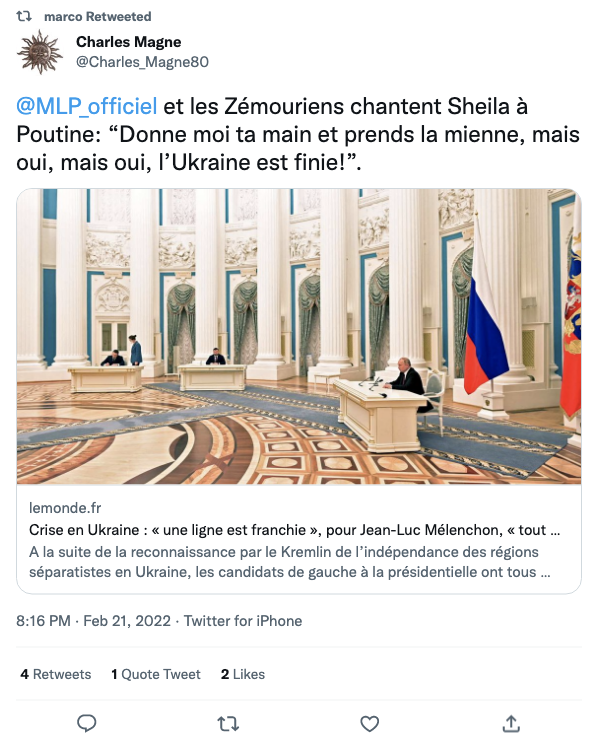 marco Retweeted
Charles Magne
@Charles_Magne80
@MLP_officiel et les Zémouriens chantent Sheila à
Poutine: “Donne moi ta main et prends la mienne, mais
oui, mais oui, l’Ukraine est finie!”.
lemonde.fr
Crise en Ukraine : « une ligne est franchie », pour Jean-Luc Mélenchon, « tout ...
A la suite de la reconnaissance par le Kremlin de l’indépendance des régions
séparatistes en Ukraine, les candidats de gauche à la présidentielle ont tous ...
8:16 PM · Feb 21, 2022 · Twitter for iPhone
4 Retweets 1 Quote Tweet 2 Likes